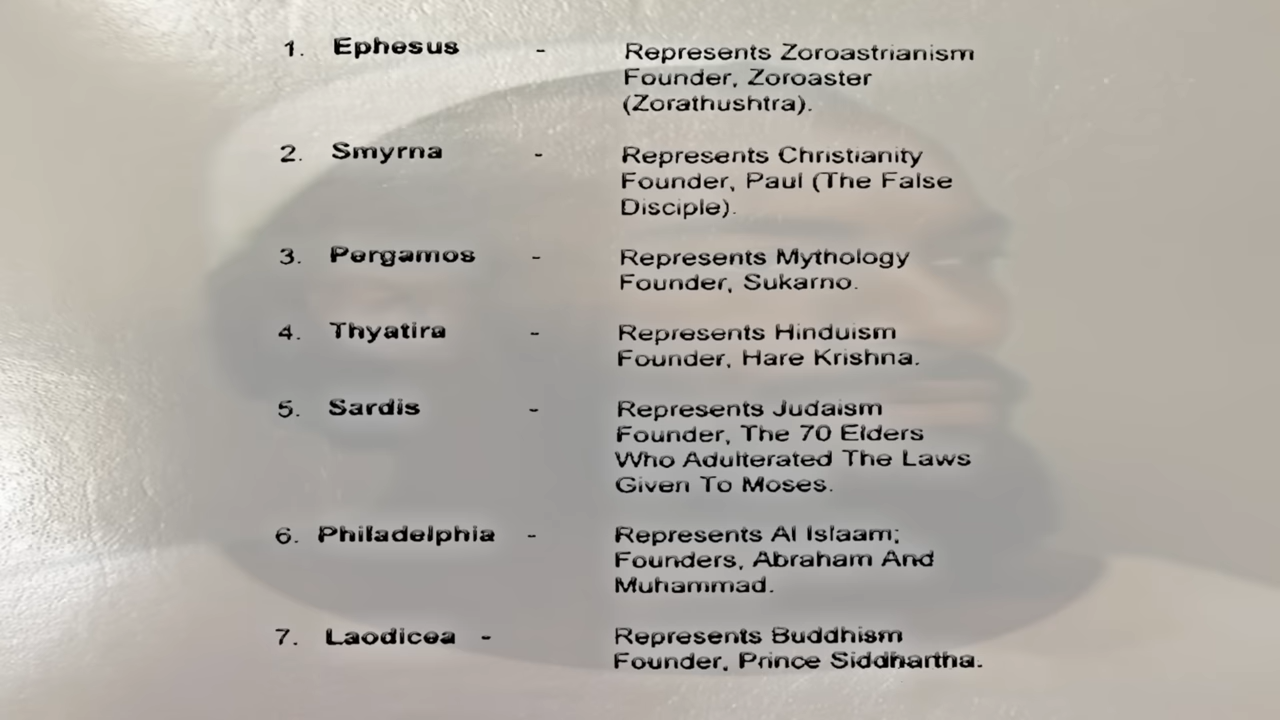 1. Ephesus - Represents Zoroastrianism
Founder, Zoroaster
(Zorathushtra).
2. Smyrna - Represents Christianity
Founder, Paul (The False
Disciple).
3. Pergamos - Represents Mythology
Founder, Sukarno.
4. Thyatira - Represents Hinduism
Founder, Hare Krishna.
5. Sardis - Represents Judaism
Founder, The 70 Elders
Who Adulterated The Laws
Given To Moses.
6. Philadelphia - Represents Al Islaam;
Founders, Abraham And
Muhammad.
7. Laodicea - Represents Buddhism
Founder, Prince Siddhartha.